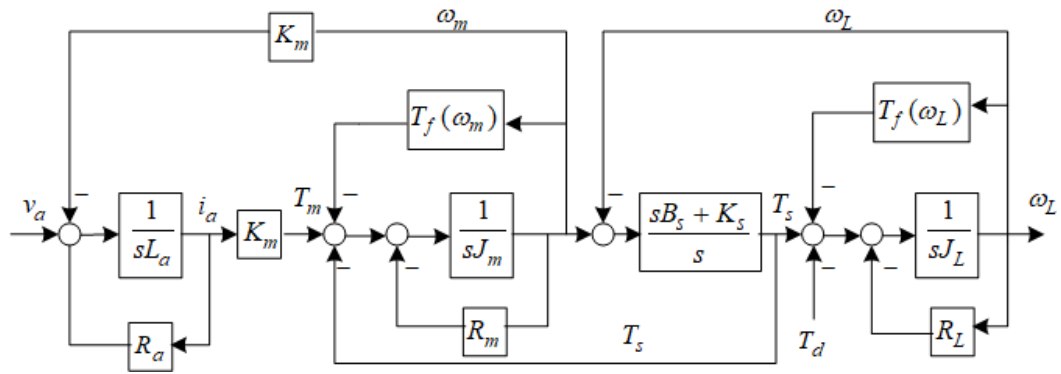 ω_m
ω_L
K_m
T_f(ω_m)
T_f(ω_L)
−
−
−
−
v_a
1/(sL_a)
i_a
K_m
T_m
1/(sJ_m)
(sB_s + K_s)/s
T_s
1/(sJ_L)
ω_L
−
−
−
−
R_a
R_m
T_s
T_d
R_L